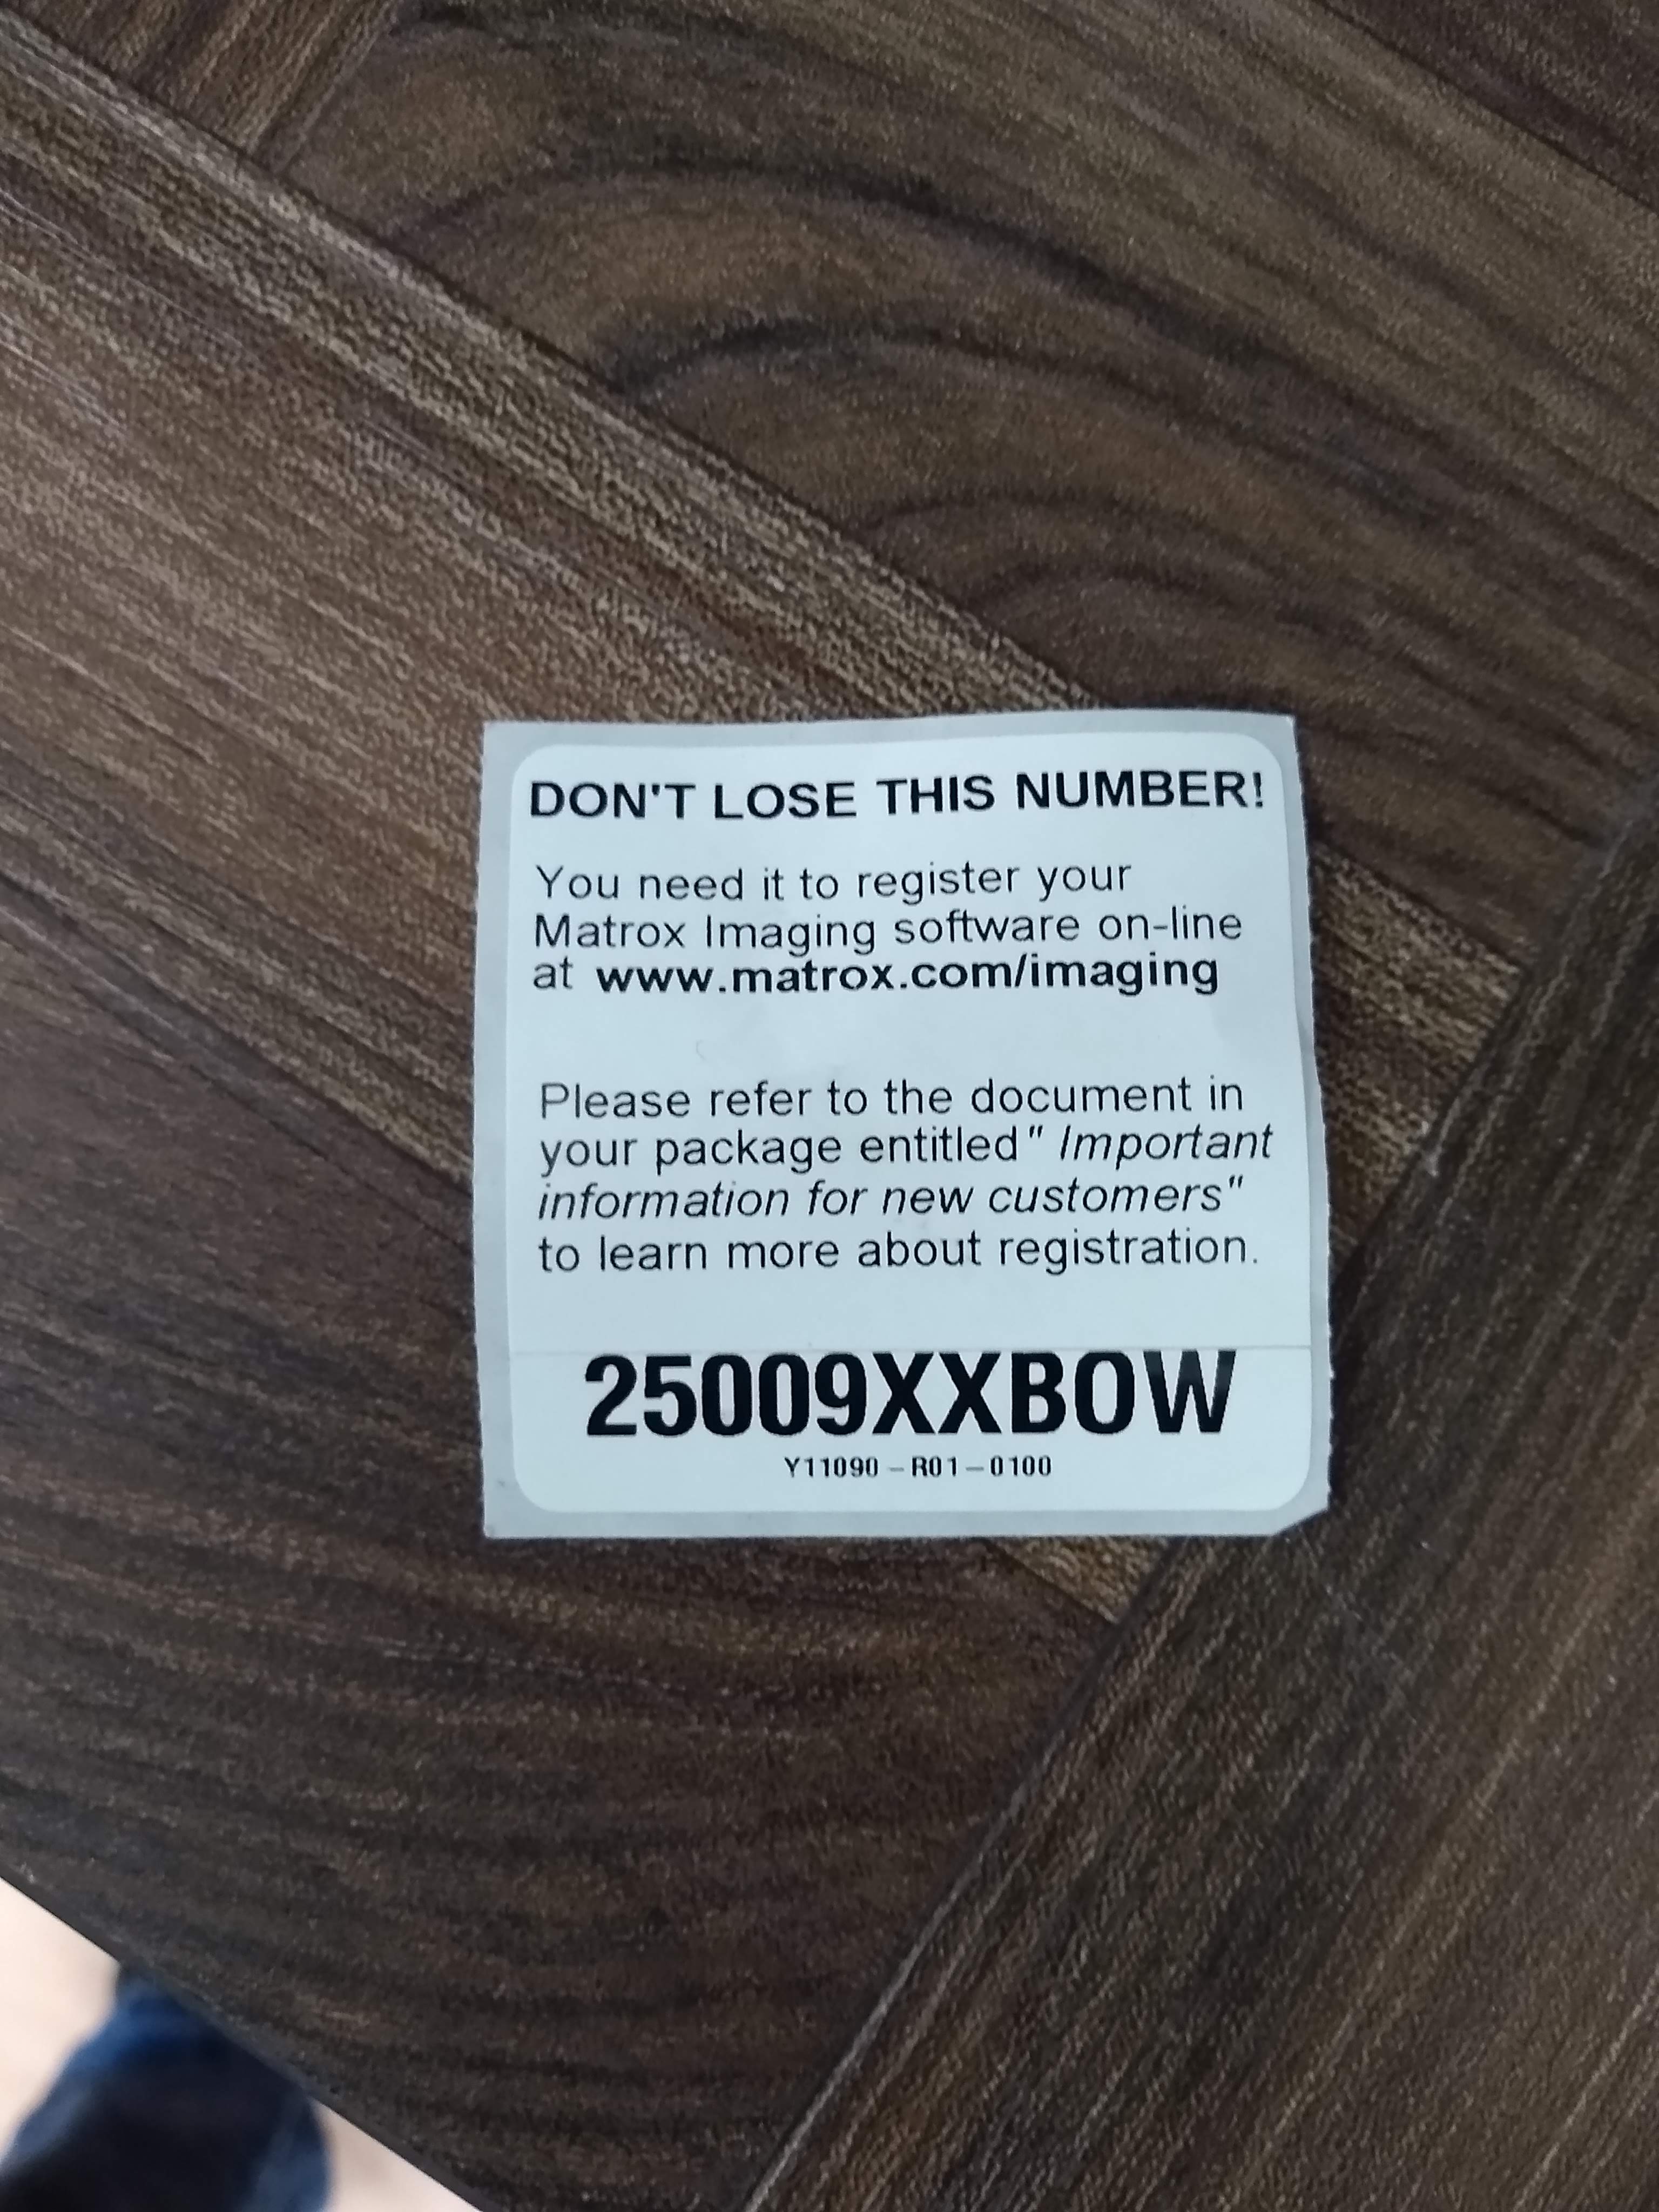 DON'T LOSE THIS NUMBER!
You need it to register your
Matrox Imaging software on-line
at www.matrox.com/imaging
Please refer to the document in
your package entitled" Important
information for new customers"
to learn more about registration.
25009XXBOW
Y11090-R01-0100